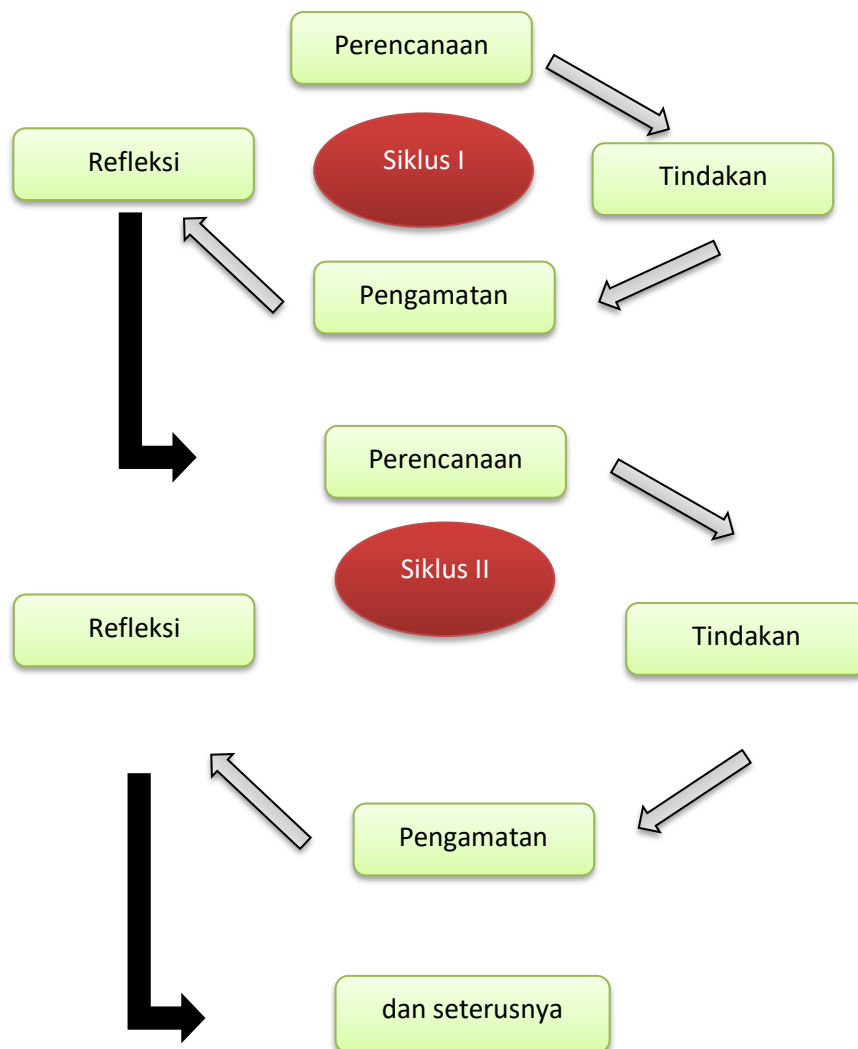 Perencanaan
Siklus I
Refleksi
Tindakan
Pengamatan
Perencanaan
Siklus II
Refleksi
Tindakan
Pengamatan
dan seterusnya